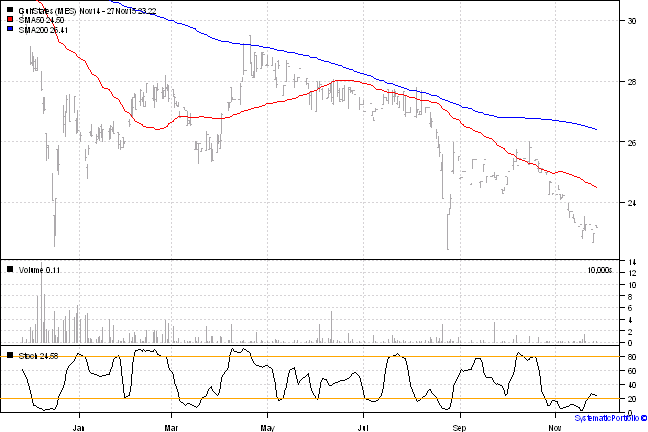 Gulf States (MES) Nov14 - 27Nov15 23.22
SMA50 24.50
SMA200 26.41
30
28
26
24
Volume 0.11
14
10,000s
12
10
8
6
4
2
0
Stoch 24.58
80
60
40
20
0
Jan Mar May Jul Sep Nov
SystematicPortfolio ©